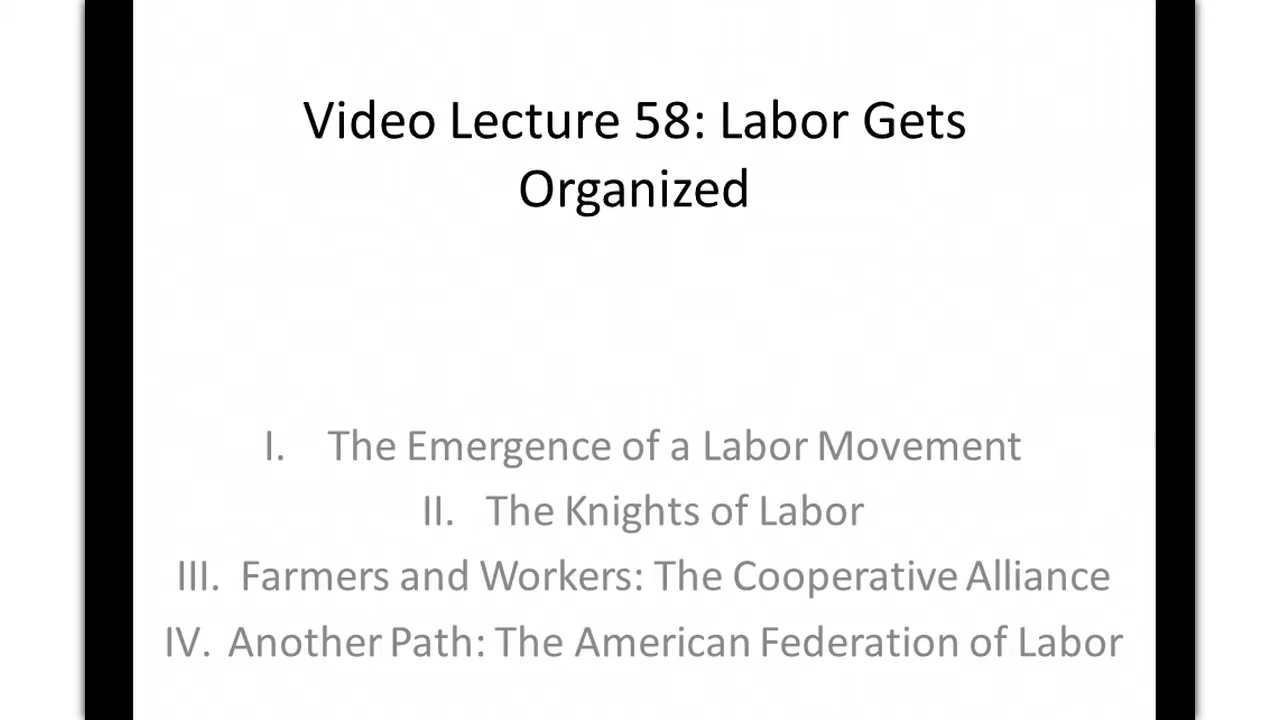 Video Lecture 58: Labor Gets
Organized
I. The Emergence of a Labor Movement
II. The Knights of Labor
III. Farmers and Workers: The Cooperative Alliance
IV. Another Path: The American Federation of Labor